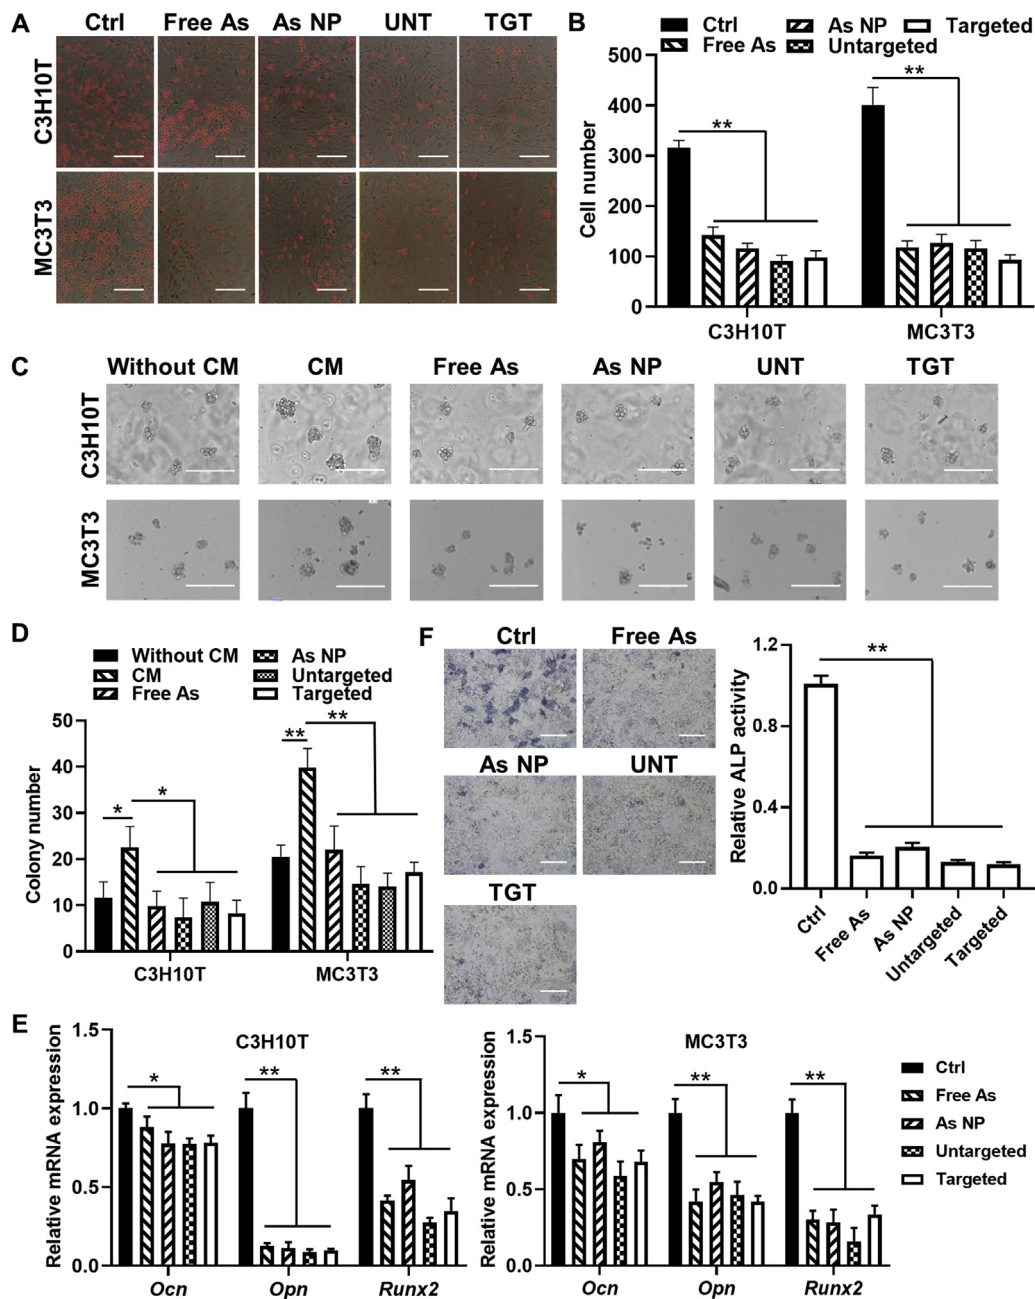 A
Ctrl Free As As NP UNT TGT
C3H10T
MC3T3
B
Ctrl As NP Targeted
Free As Untargeted
Cell number
500
400
300
200
100
0
** **
C3H10T MC3T3
C
Without CM CM Free As As NP UNT TGT
C3H10T
MC3T3
D
Without CM As NP
CM Untargeted
Free As Targeted
Colony number
50
40
30
20
10
0
* * ** **
C3H10T MC3T3
F
Ctrl Free As
As NP UNT
TGT
Relative ALP activity
1.2
0.8
0.4
0.0
**
Ctrl Free As As NP Untargeted Targeted
E
C3H10T
Relative mRNA expression
1.5
1.0
0.5
0.0
* ** **
Ocn Opn Runx2
MC3T3
Relative mRNA expression
1.5
1.0
0.5
0.0
* ** **
Ocn Opn Runx2
Ctrl
Free As
As NP
Untargeted
Targeted